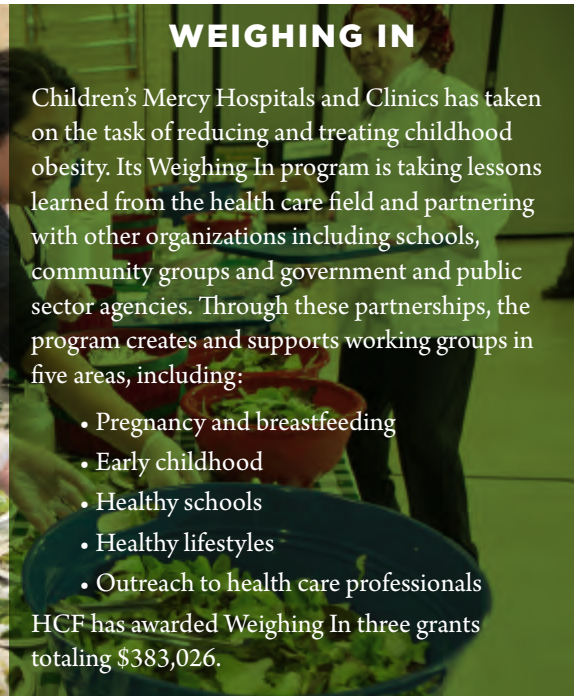 WEIGHING IN
Children’s Mercy Hospitals and Clinics has taken
on the task of reducing and treating childhood
obesity. Its Weighing In program is taking lessons
learned from the health care field and partnering
with other organizations including schools,
community groups and government and public
sector agencies. Through these partnerships, the
program creates and supports working groups in
five areas, including:
• Pregnancy and breastfeeding
• Early childhood
• Healthy schools
• Healthy lifestyles
• Outreach to health care professionals
HCF has awarded Weighing In three grants
totaling $383,026.